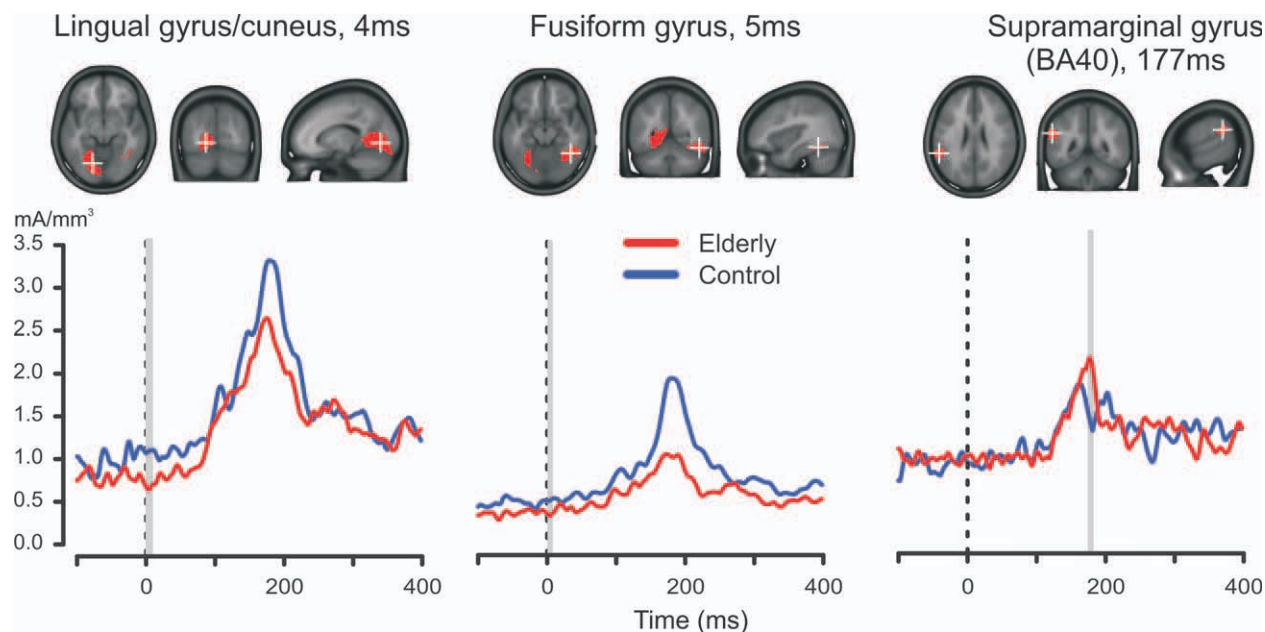 Lingual gyrus/cuneus, 4ms
Fusiform gyrus, 5ms
Supramarginal gyrus
(BA40), 177ms
mA/mm³
3.5
3.0
2.5
2.0
1.5
1.0
0.5
0.0
Elderly
Control
0 200 400
0 200 400
0 200 400
Time (ms)